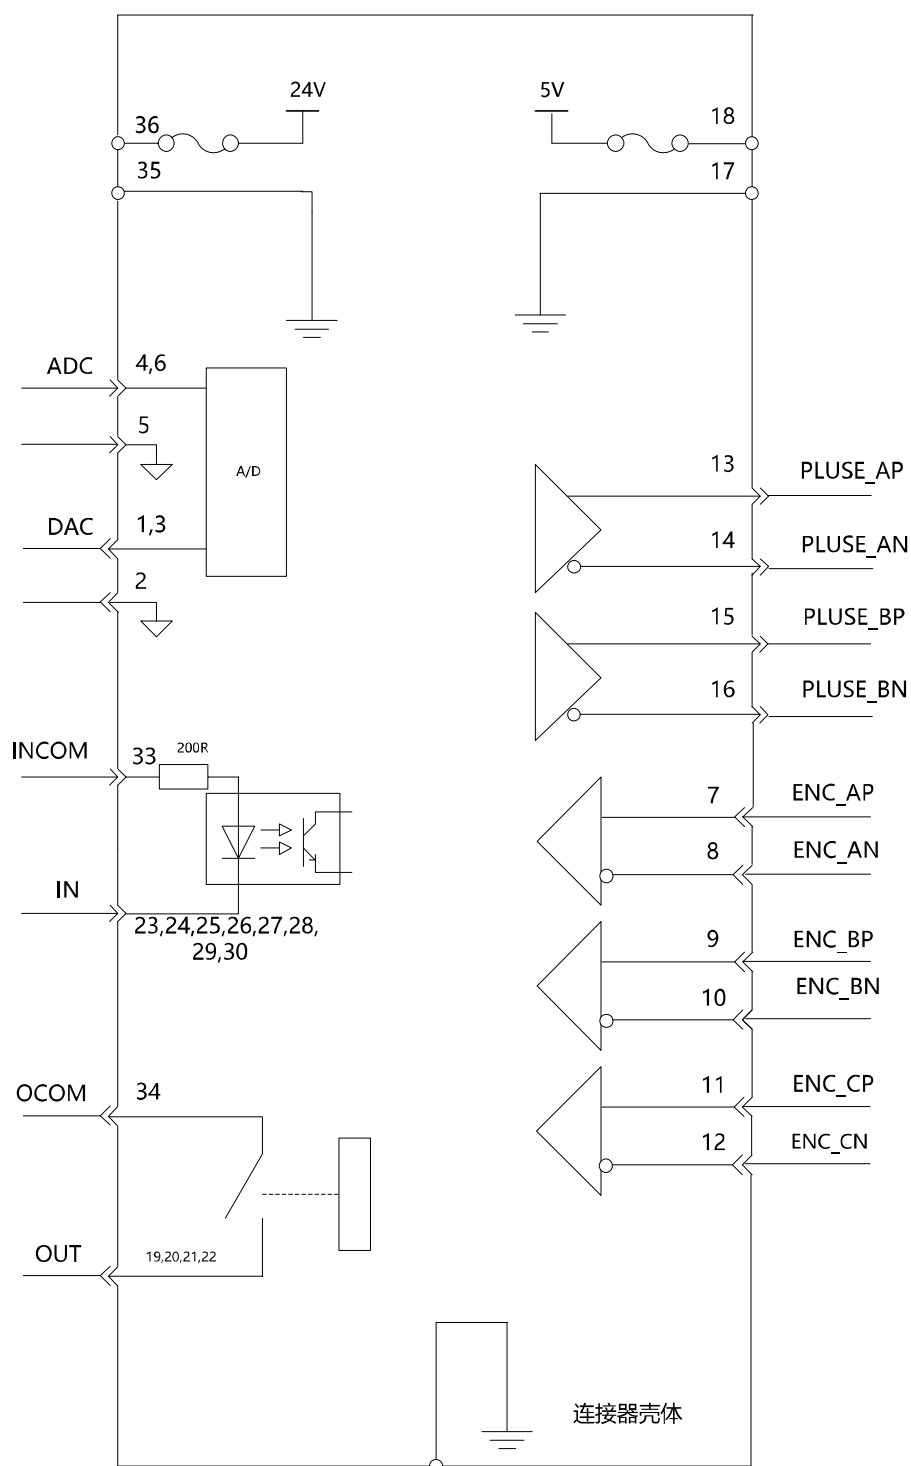 24V
5V
36
18
35
17
ADC
4,6
5
A/D
DAC
1,3
2
13
PLUSE_AP
14
PLUSE_AN
15
PLUSE_BP
16
PLUSE_BN
INCOM
33
200R
IN
23,24,25,26,27,28,
29,30
7
ENC_AP
8
ENC_AN
9
ENC_BP
10
ENC_BN
OCOM
34
11
ENC_CP
12
ENC_CN
OUT
19,20,21,22
连接器壳体